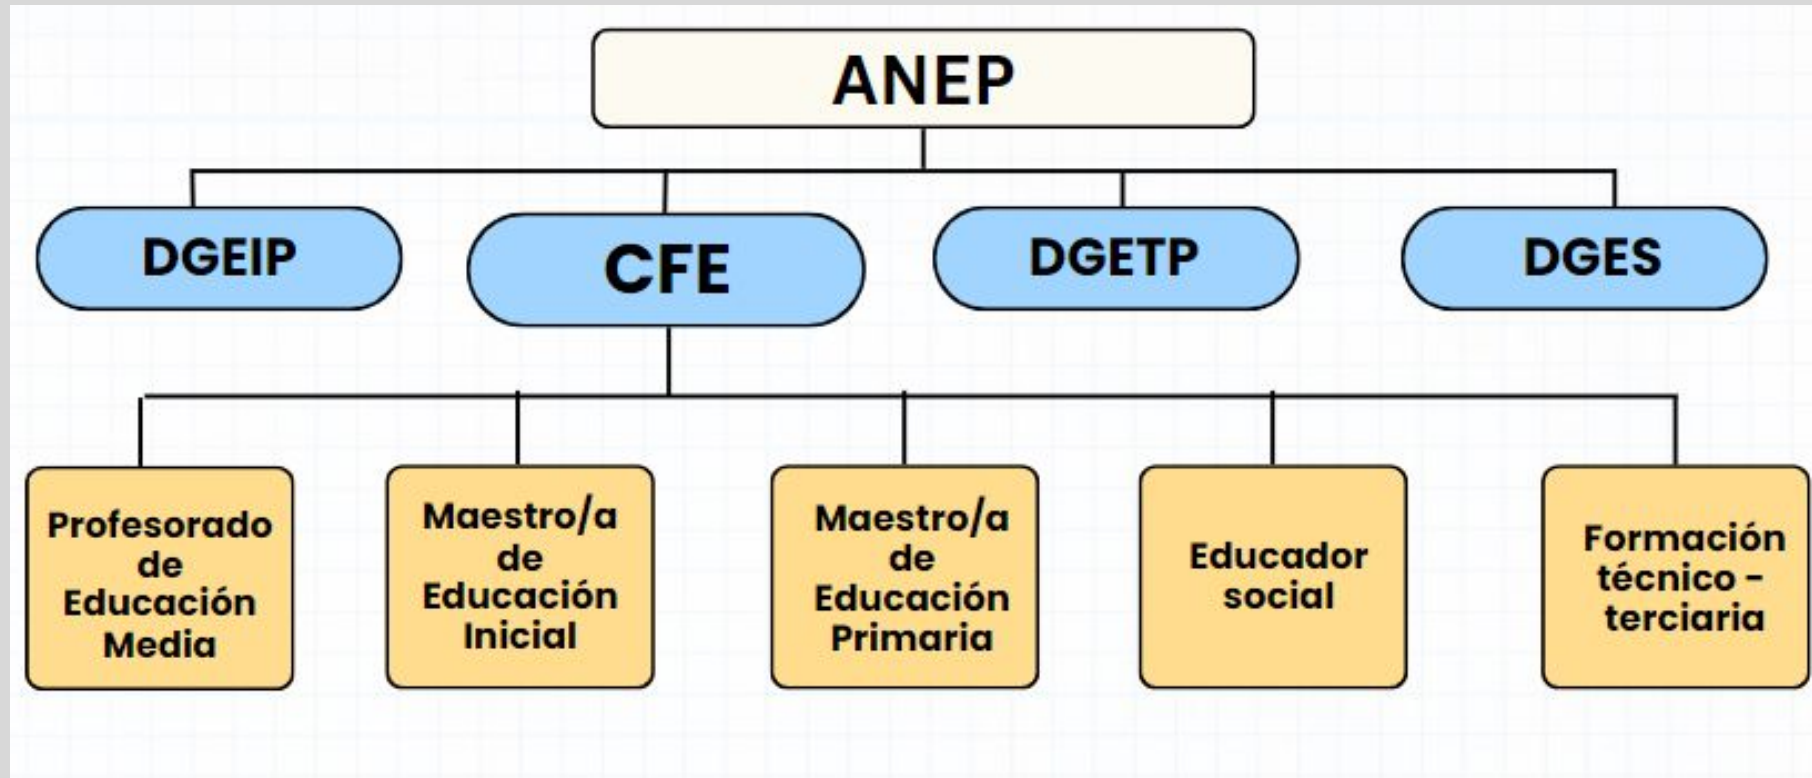 ANEP
DGEIP
CFE
DGETP
DGES
Profesorado
de
Educación
Media
Maestro/a
de
Educación
Inicial
Maestro/a
de
Educación
Primaria
Educador
social
Formación
técnico -
terciaria